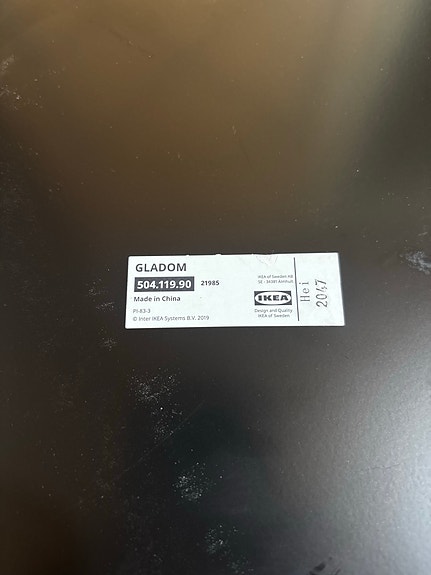 GLADOM
504.119.90 21985
Made in China
PI-83-3
© Inter IKEA Systems B.V. 2019
IKEA of Sweden AB
SE - 34381 Älmhult
IKEA
Design and Quality
IKEA of Sweden
Hei
2047